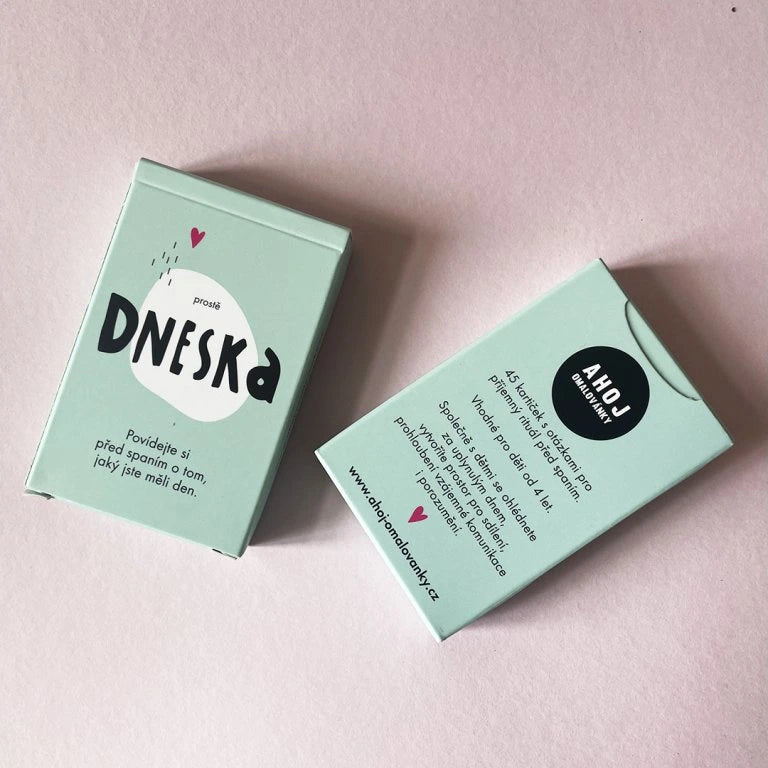 prostě
DNESKa
Povídejte si
před spaním o tom,
jaký jste měli den.
AHOJ
OMALOVÁNKY
45 kartiček s otázkami pro
příjemný rituál před spaním.
Vhodné pro děti od 4 let.
Společně s dětmi se ohlédnete
za uplynulým dnem,
vytvoříte prostor pro sdílení,
prohloubení vzájemné komunikace
i porozumění.
www.ahoj-omalovanky.cz